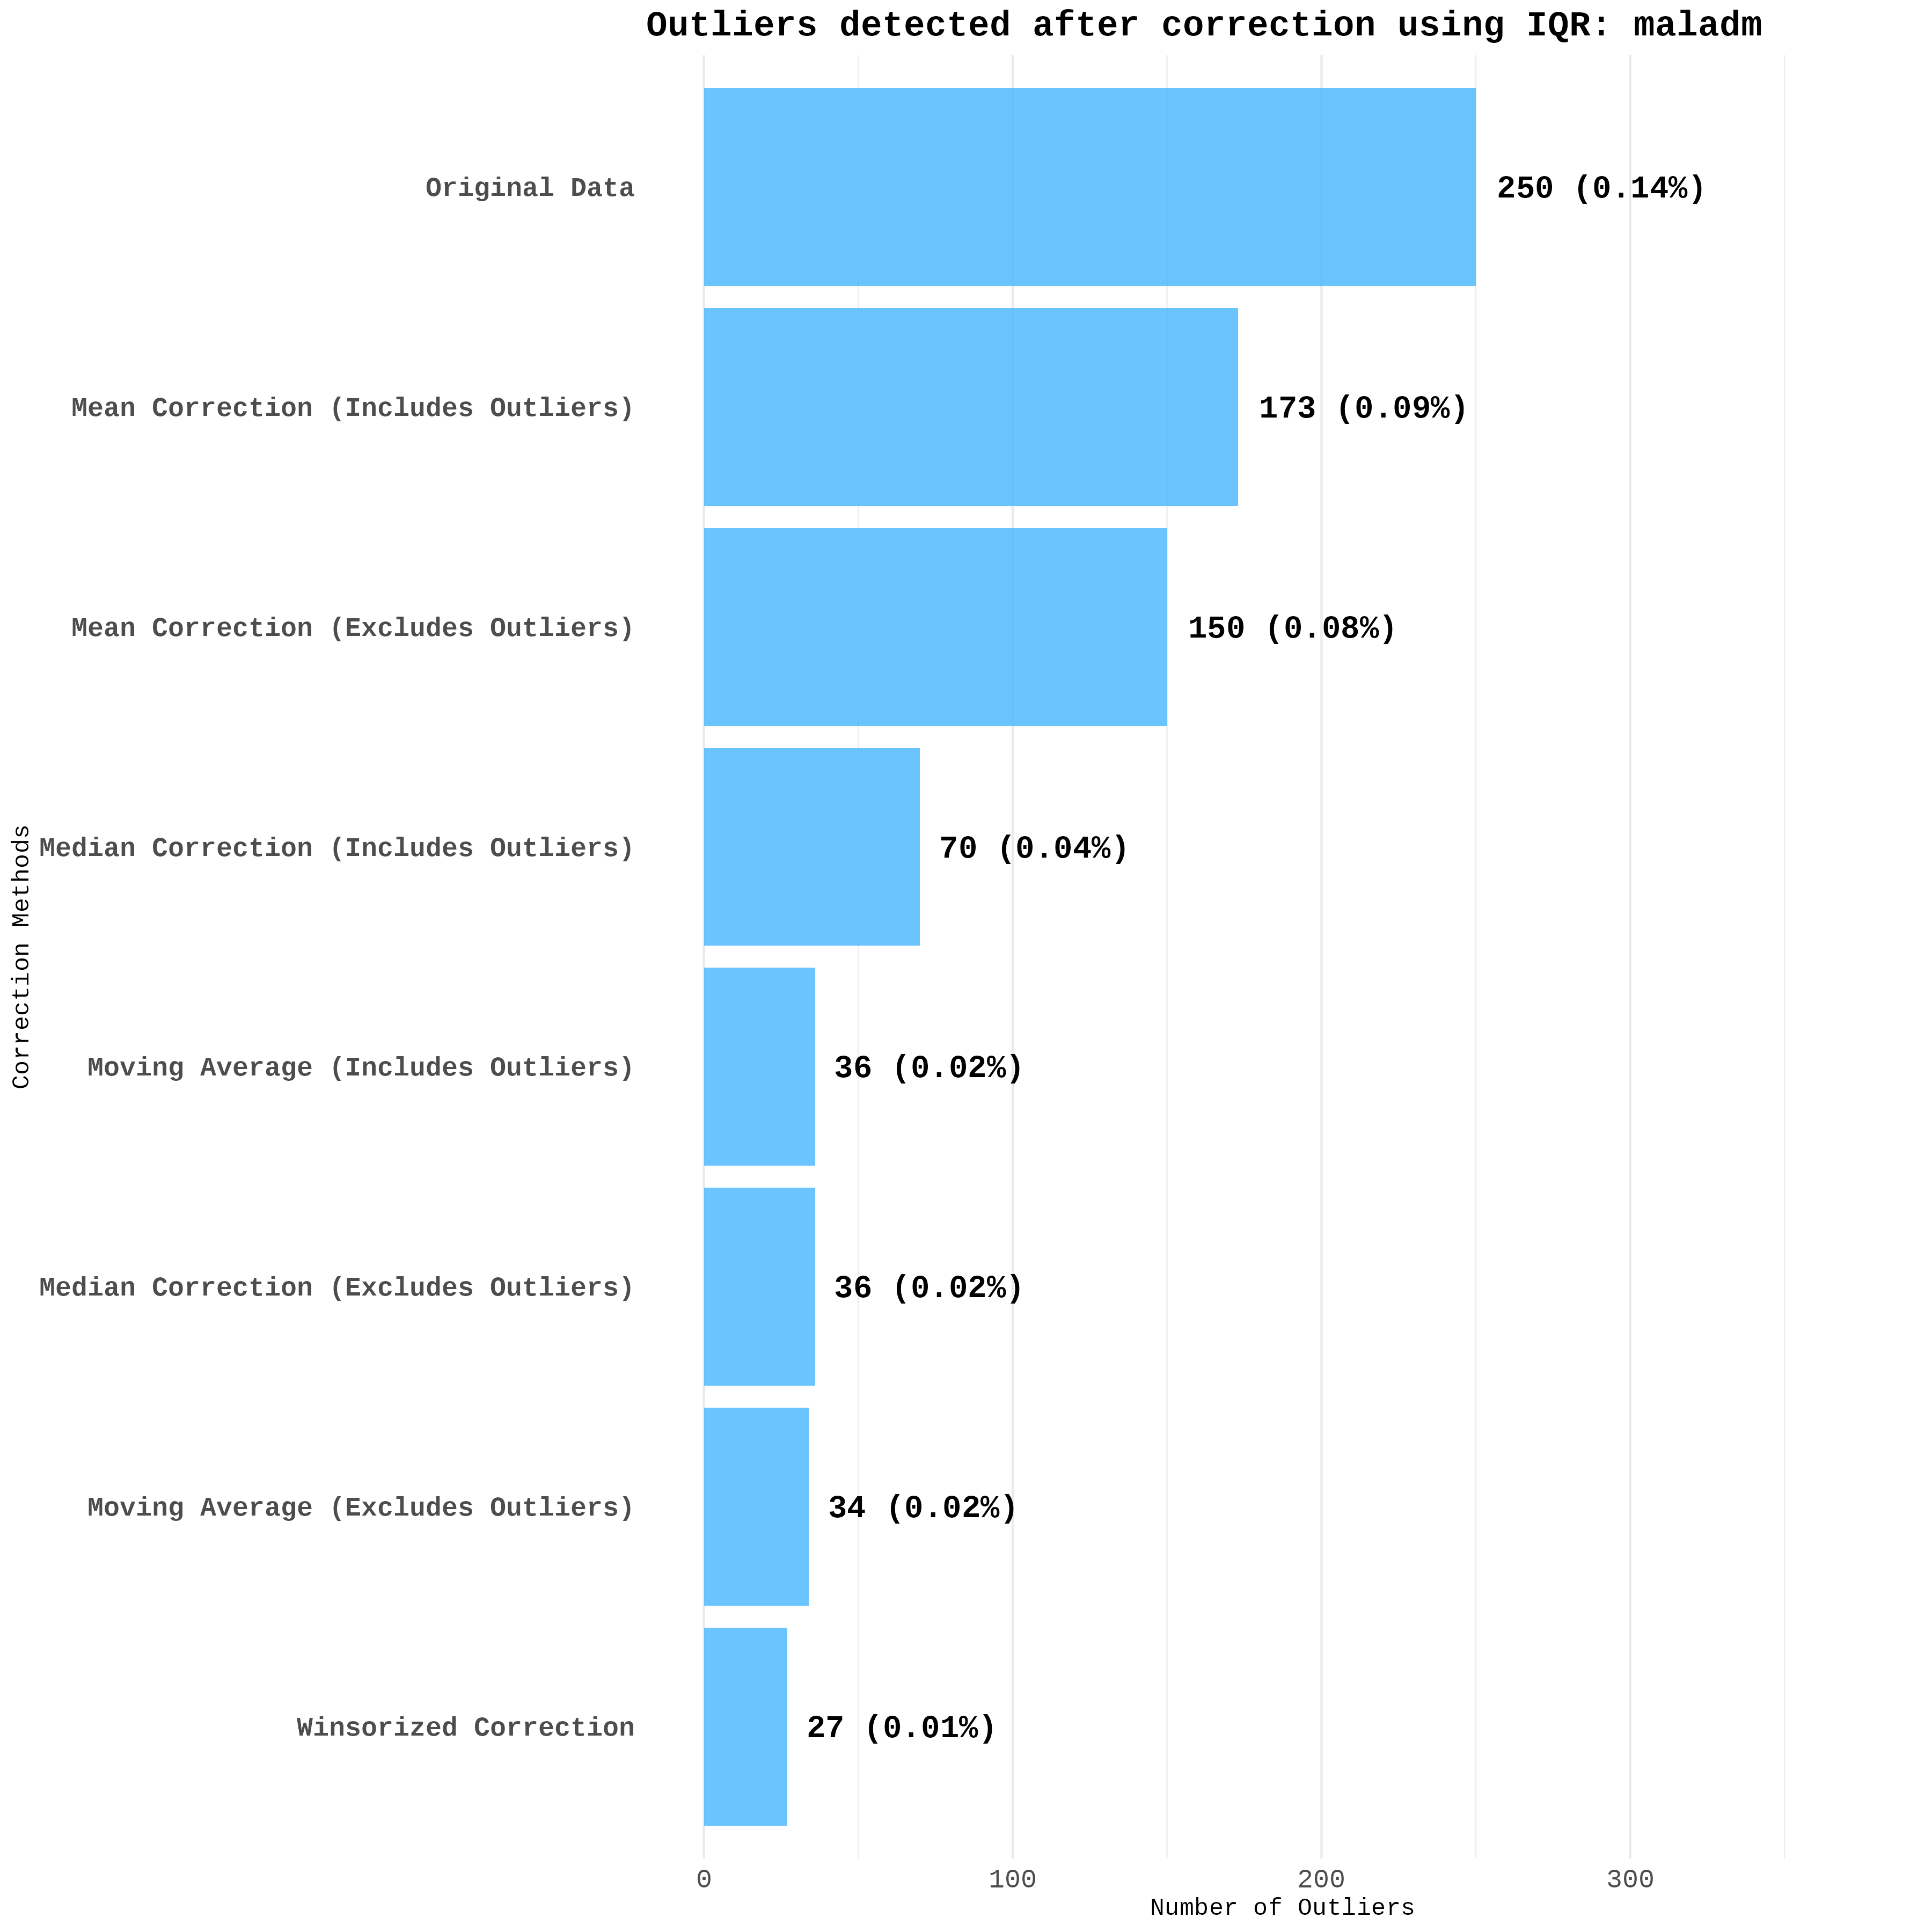 Outliers detected after correction using IQR: maladm
Original Data
250 (0.14%)
Mean Correction (Includes Outliers)
173 (0.09%)
Mean Correction (Excludes Outliers)
150 (0.08%)
Median Correction (Includes Outliers)
70 (0.04%)
Moving Average (Includes Outliers)
36 (0.02%)
Median Correction (Excludes Outliers)
36 (0.02%)
Moving Average (Excludes Outliers)
34 (0.02%)
Winsorized Correction
27 (0.01%)
Correction Methods
0 100 200 300
Number of Outliers